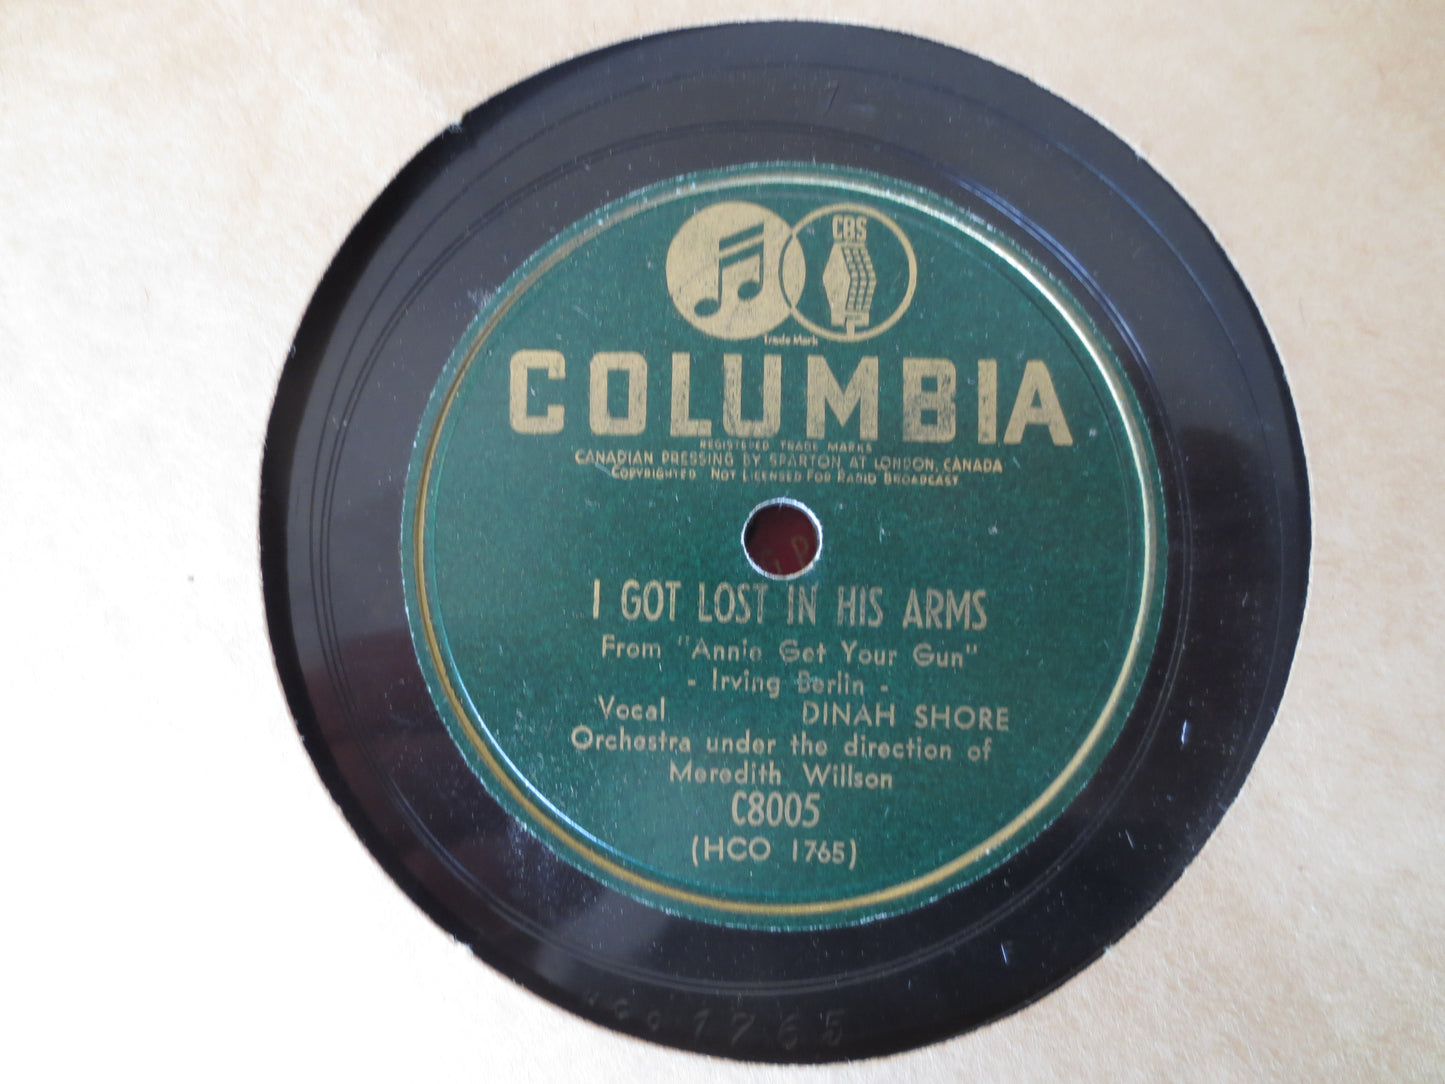 CBS
Trade Mark
COLUMBIA
REGISTERED TRADE MARKS
CANADIAN PRESSING BY SPARTON, AT LONDON, CANADA
COPYRIGHTED NOT LICENSED FOR RADIO BROADCAST
I GOT LOST IN HIS ARMS
From "Annie Get Your Gun"
- Irving Berlin -
Vocal DINAH SHORE
Orchestra under the direction of
Meredith Willson
C8005
(HCO 1765)
1765